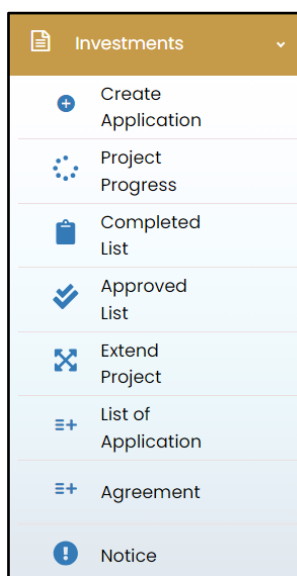 Investments
Create
Application
Project
Progress
Completed
List
Approved
List
Extend
Project
List of
Application
Agreement
Notice